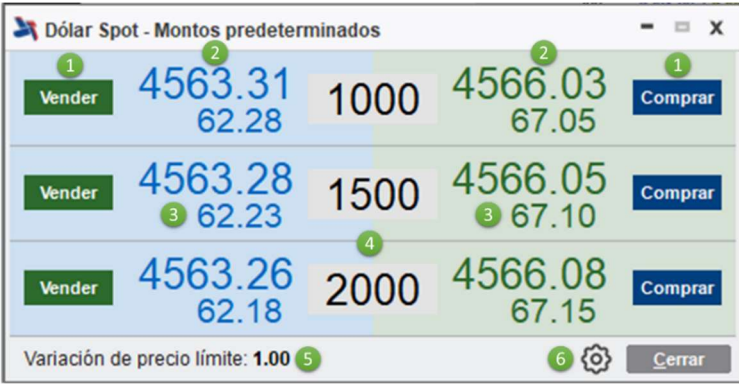 Dólar Spot - Montos predeterminados
1 2 2 1
Vender 4563.31 1000 4566.03 Comprar
62.28 67.05
Vender 4563.28 1500 4566.05 Comprar
3 62.23 3 67.10
4
Vender 4563.26 2000 4566.08 Comprar
62.18 67.15
Variación de precio límite: 1.00 5 6 Cerrar